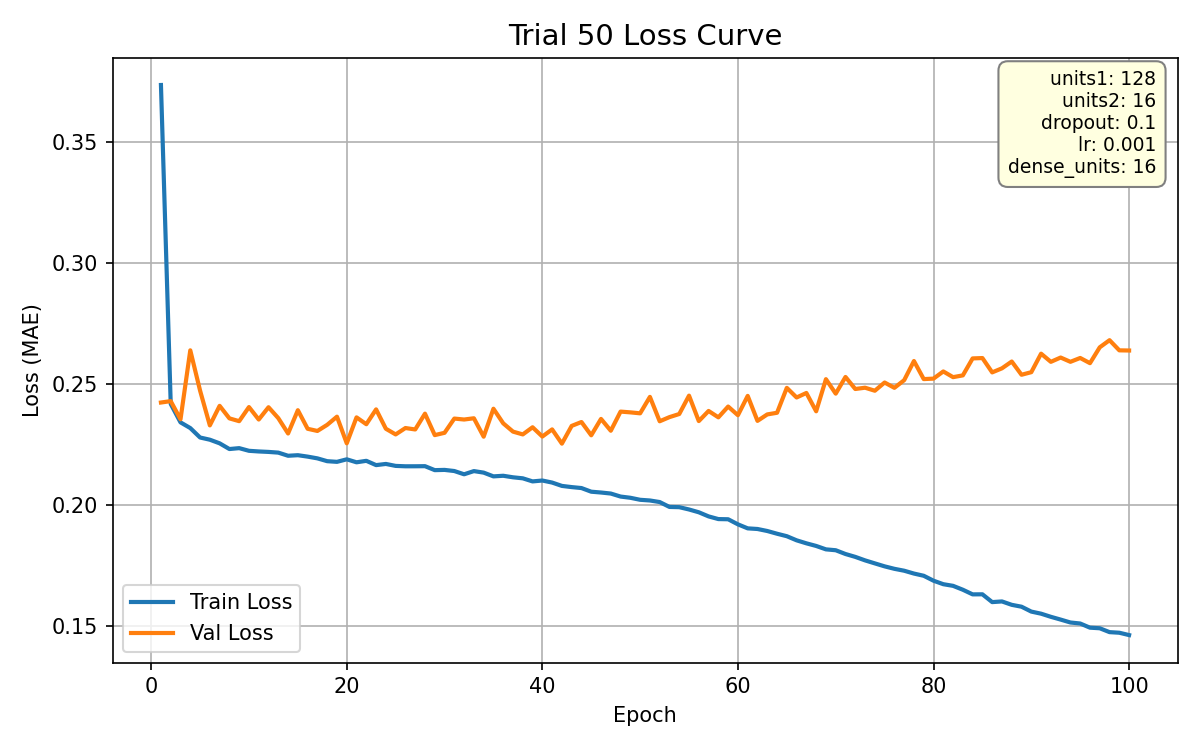 Trial 50 Loss Curve
units1: 128
units2: 16
dropout: 0.1
lr: 0.001
dense_units: 16
Loss (MAE)
0.35
0.30
0.25
0.20
0.15
Train Loss
Val Loss
0 20 40 60 80 100
Epoch